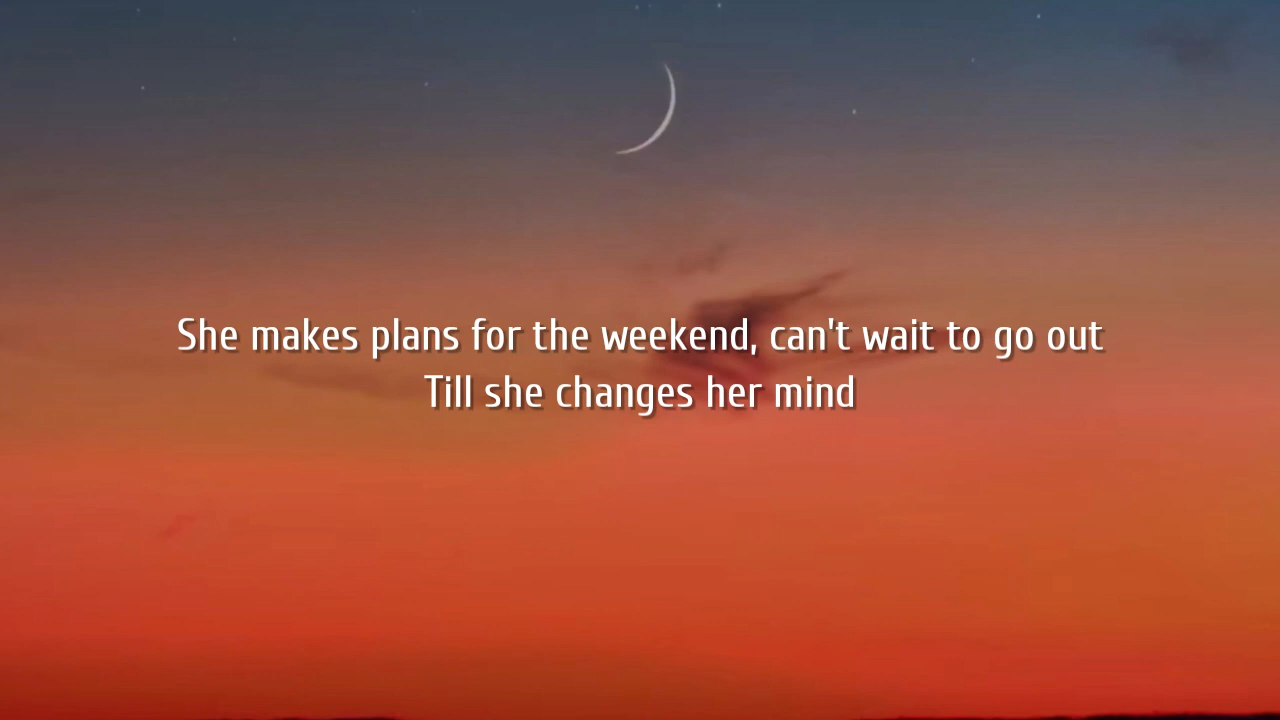 She makes plans for the weekend, can't wait to go out
Till she changes her mind